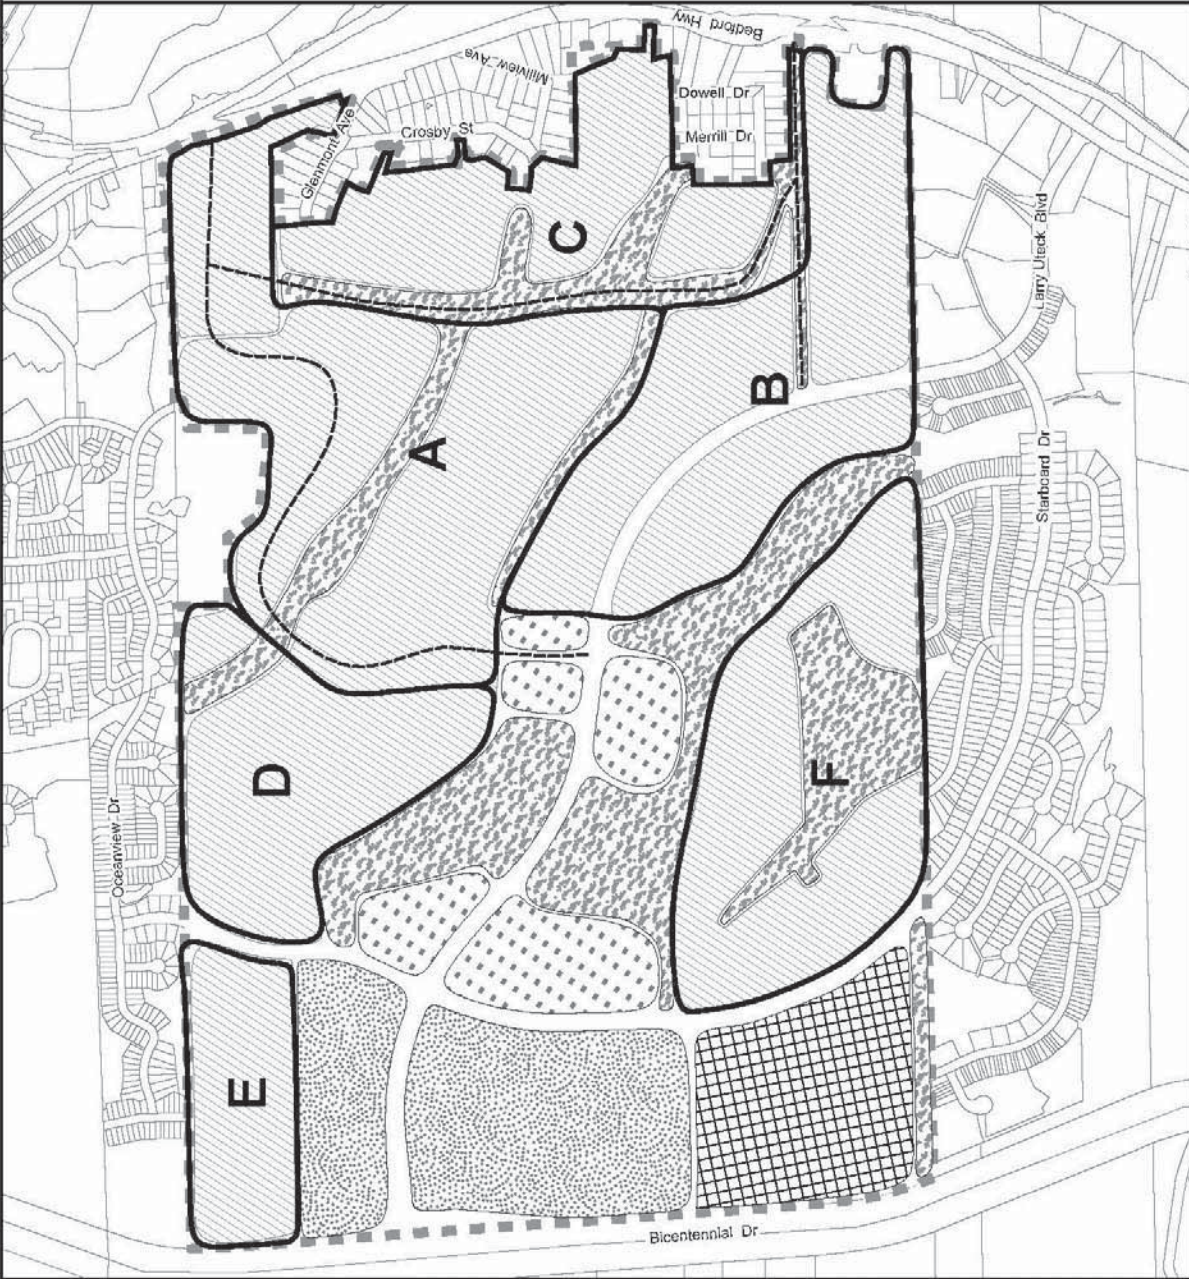 Bedford Hwy
Millview Ave
Dowell Dr
Crosby St
Merrill Dr
Glenmont Ave
Larry Uteck Blvd
C
B
A
Starboard Dr
D
F
Oceanview Dr
E
Bicentennial Dr